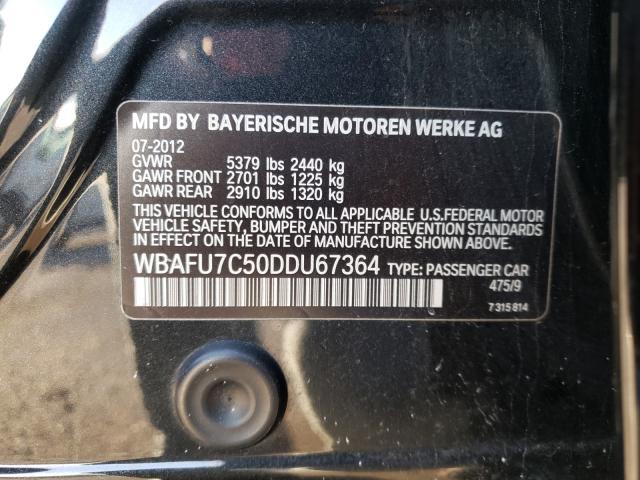 MFD BY BAYERISCHE MOTOREN WERKE AG
07-2012
GVWR 5379 lbs 2440 kg
GAWR FRONT 2701 lbs 1225 kg
GAWR REAR 2910 lbs 1320 kg
THIS VEHICLE CONFORMS TO ALL APPLICABLE U.S.FEDERAL MOTOR
VEHICLE SAFETY, BUMPER AND THEFT PREVENTION STANDARDS
IN EFFECT ON THE DATE OF MANUFACTURE SHOWN ABOVE.
WBAFU7C50DDU67364 TYPE: PASSENGER CAR
475/9
7315814